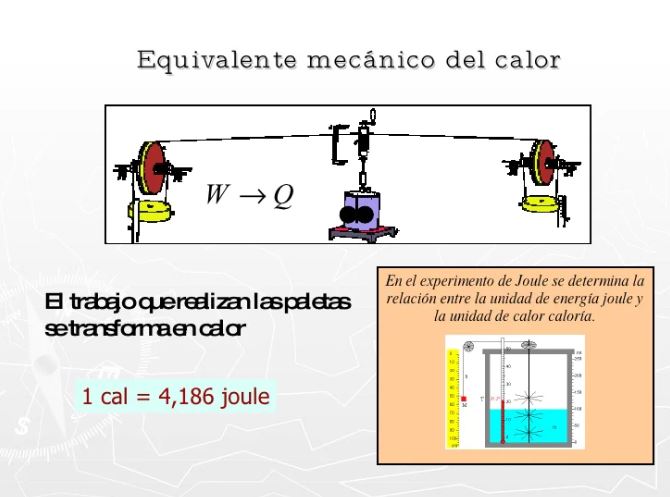 Equivalente mecánico del calor
W → Q
El trabajo que realizan las paletas
se transforma en calor
1 cal = 4,186 joule
En el experimento de Joule se determina la
relación entre la unidad de energía joule y
la unidad de calor caloría.